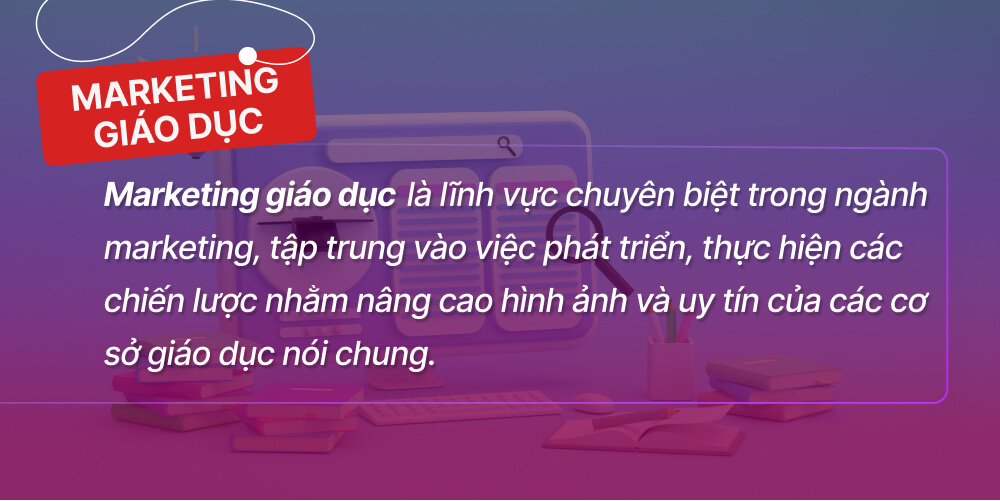 MARKETING
GIÁO DỤC
Marketing giáo dục là lĩnh vực chuyên biệt trong ngành
marketing, tập trung vào việc phát triển, thực hiện các
chiến lược nhằm nâng cao hình ảnh và uy tín của các cơ
sở giáo dục nói chung.